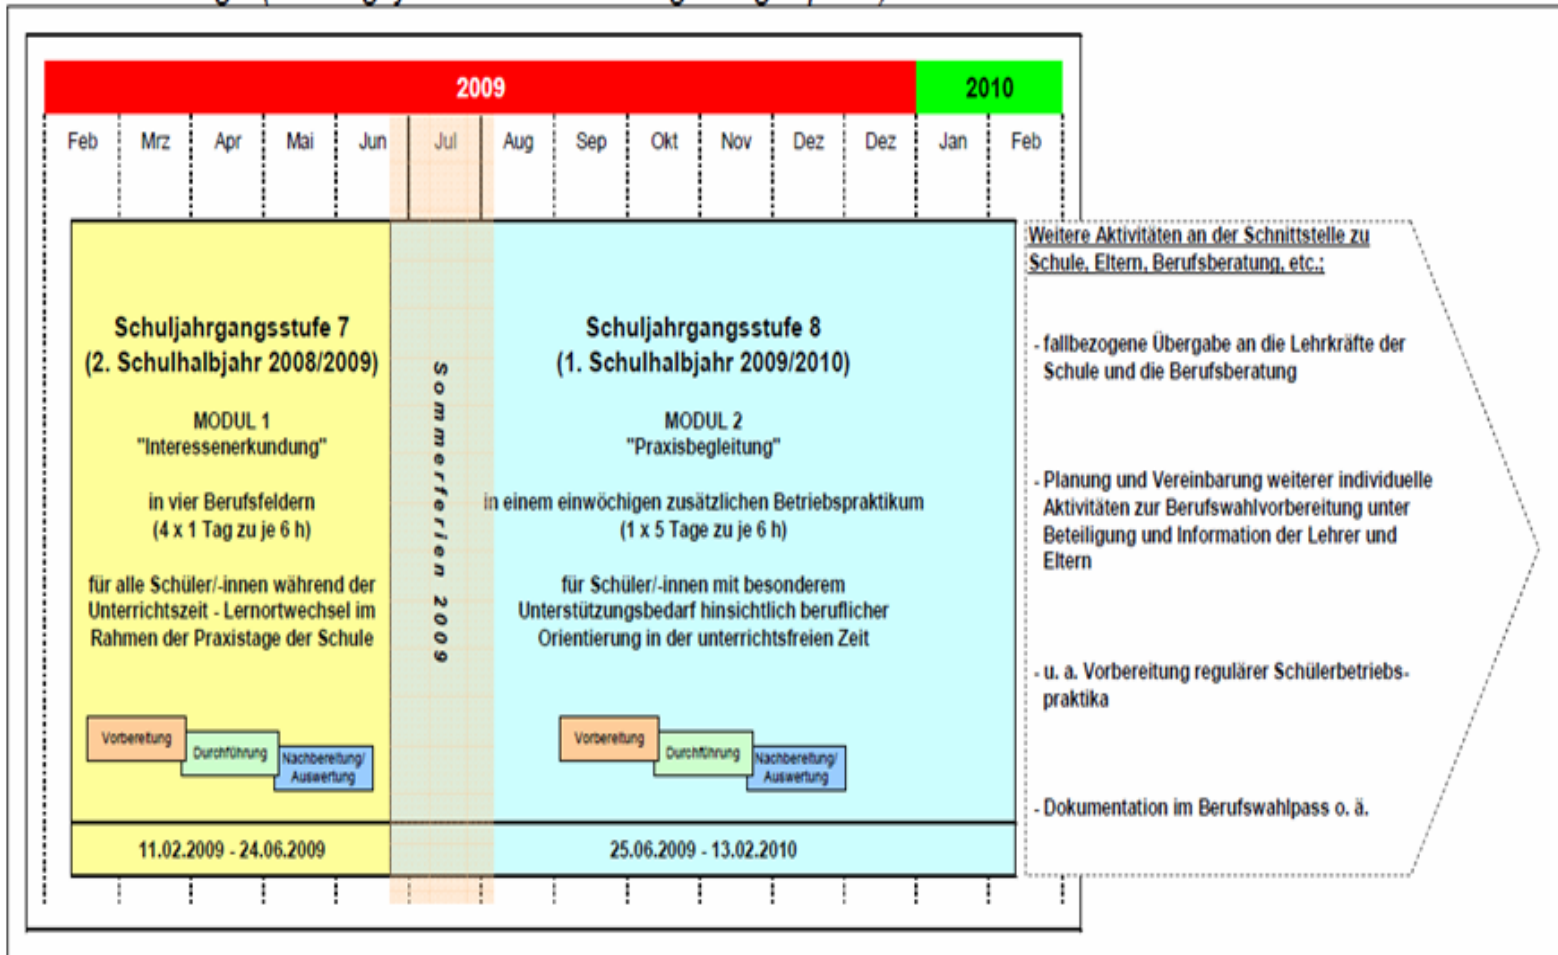 2009 2010
Feb Mrz Apr Mai Jun Jul Aug Sep Okt Nov Dez Dez Jan Feb
Schuljahrgangsstufe 7
(2. Schulhalbjahr 2008/2009)
MODUL 1
"Interessenerkundung"
in vier Berufsfeldern
(4 x 1 Tag zu je 6 h)
für alle Schüler/-innen während der
Unterrichtszeit - Lernortwechsel im
Rahmen der Praxistage der Schule
Vorbereitung
Durchführung
Nachbereitung/
Auswertung
11.02.2009 - 24.06.2009
Sommerferien 2009
Schuljahrgangsstufe 8
(1. Schulhalbjahr 2009/2010)
MODUL 2
"Praxisbegleitung"
in einem einwöchigen zusätzlichen Betriebspraktikum
(1 x 5 Tage zu je 6 h)
für Schüler/-innen mit besonderem
Unterstützungsbedarf hinsichtlich beruflicher
Orientierung in der unterrichtsfreien Zeit
Vorbereitung
Durchführung
Nachbereitung/
Auswertung
25.06.2009 - 13.02.2010
Weitere Aktivitäten an der Schnittstelle zu
Schule, Eltern, Berufsberatung, etc.:
- fallbezogene Übergabe an die Lehrkräfte der
Schule und die Berufsberatung
- Planung und Vereinbarung weiterer individuelle
Aktivitäten zur Berufswahlvorbereitung unter
Beteiligung und Information der Lehrer und
Eltern
- u. a. Vorbereitung regulärer Schülerbetriebs-
praktika
- Dokumentation im Berufswahlpass o. ä.